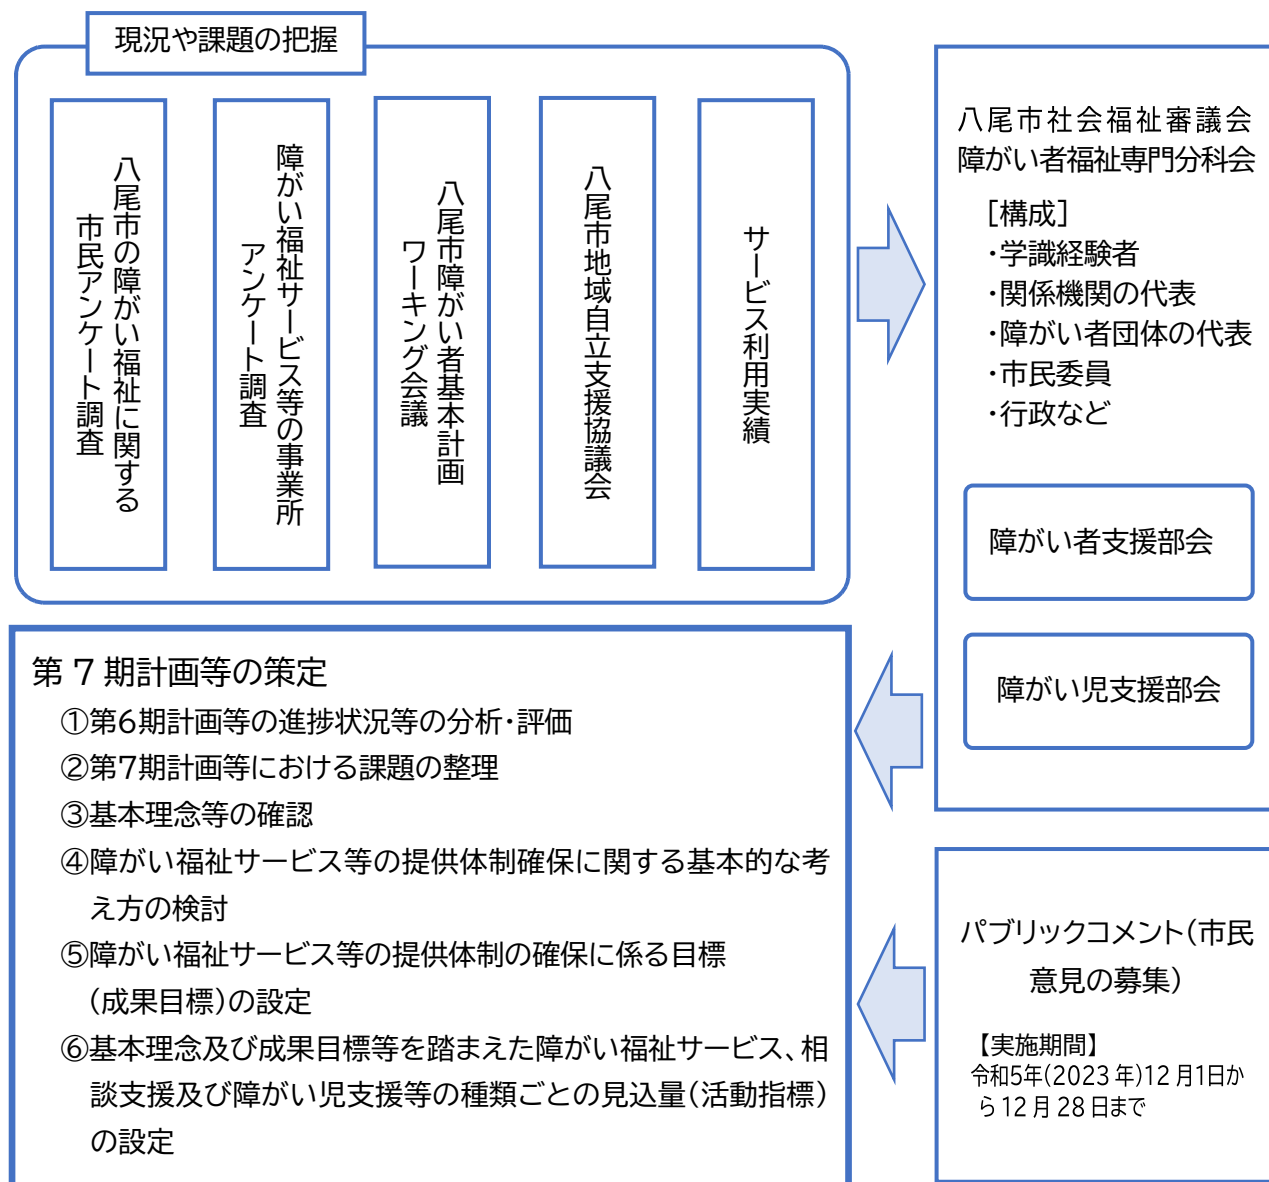 現況や課題の把握
八尾市の障がい福祉に関する
市民アンケート調査
障がい福祉サービス等の事業所
アンケート調査
八尾市障がい者基本計画
ワーキング会議
八尾市地域自立支援協議会
サービス利用実績
八尾市社会福祉審議会
障がい者福祉専門分科会
［構成］
・学識経験者
・関係機関の代表
・障がい者団体の代表
・市民委員
・行政など
障がい者支援部会
障がい児支援部会
第７期計画等の策定
①第6期計画等の進捗状況等の分析・評価
②第7期計画等における課題の整理
③基本理念等の確認
④障がい福祉サービス等の提供体制確保に関する基本的な考
え方の検討
⑤障がい福祉サービス等の提供体制の確保に係る目標
（成果目標）の設定
⑥基本理念及び成果目標等を踏まえた障がい福祉サービス、相
談支援及び障がい児支援等の種類ごとの見込量（活動指標）
の設定
パブリックコメント（市民
意見の募集）
【実施期間】
令和5年(2023年)12月1日か
ら12月28日まで